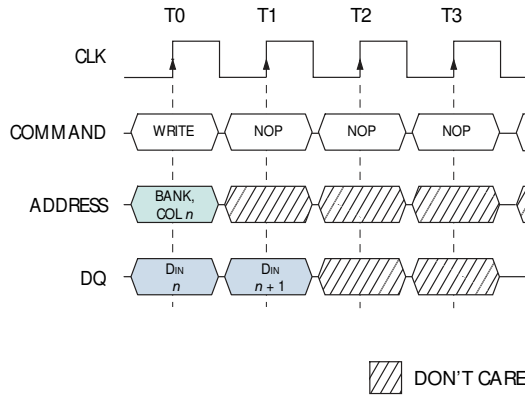 T0 T1 T2 T3
CLK
COMMAND WRITE NOP NOP NOP
ADDRESS BANK,
COL n
DQ DIN
n
DIN
n + 1
DON'T CARE